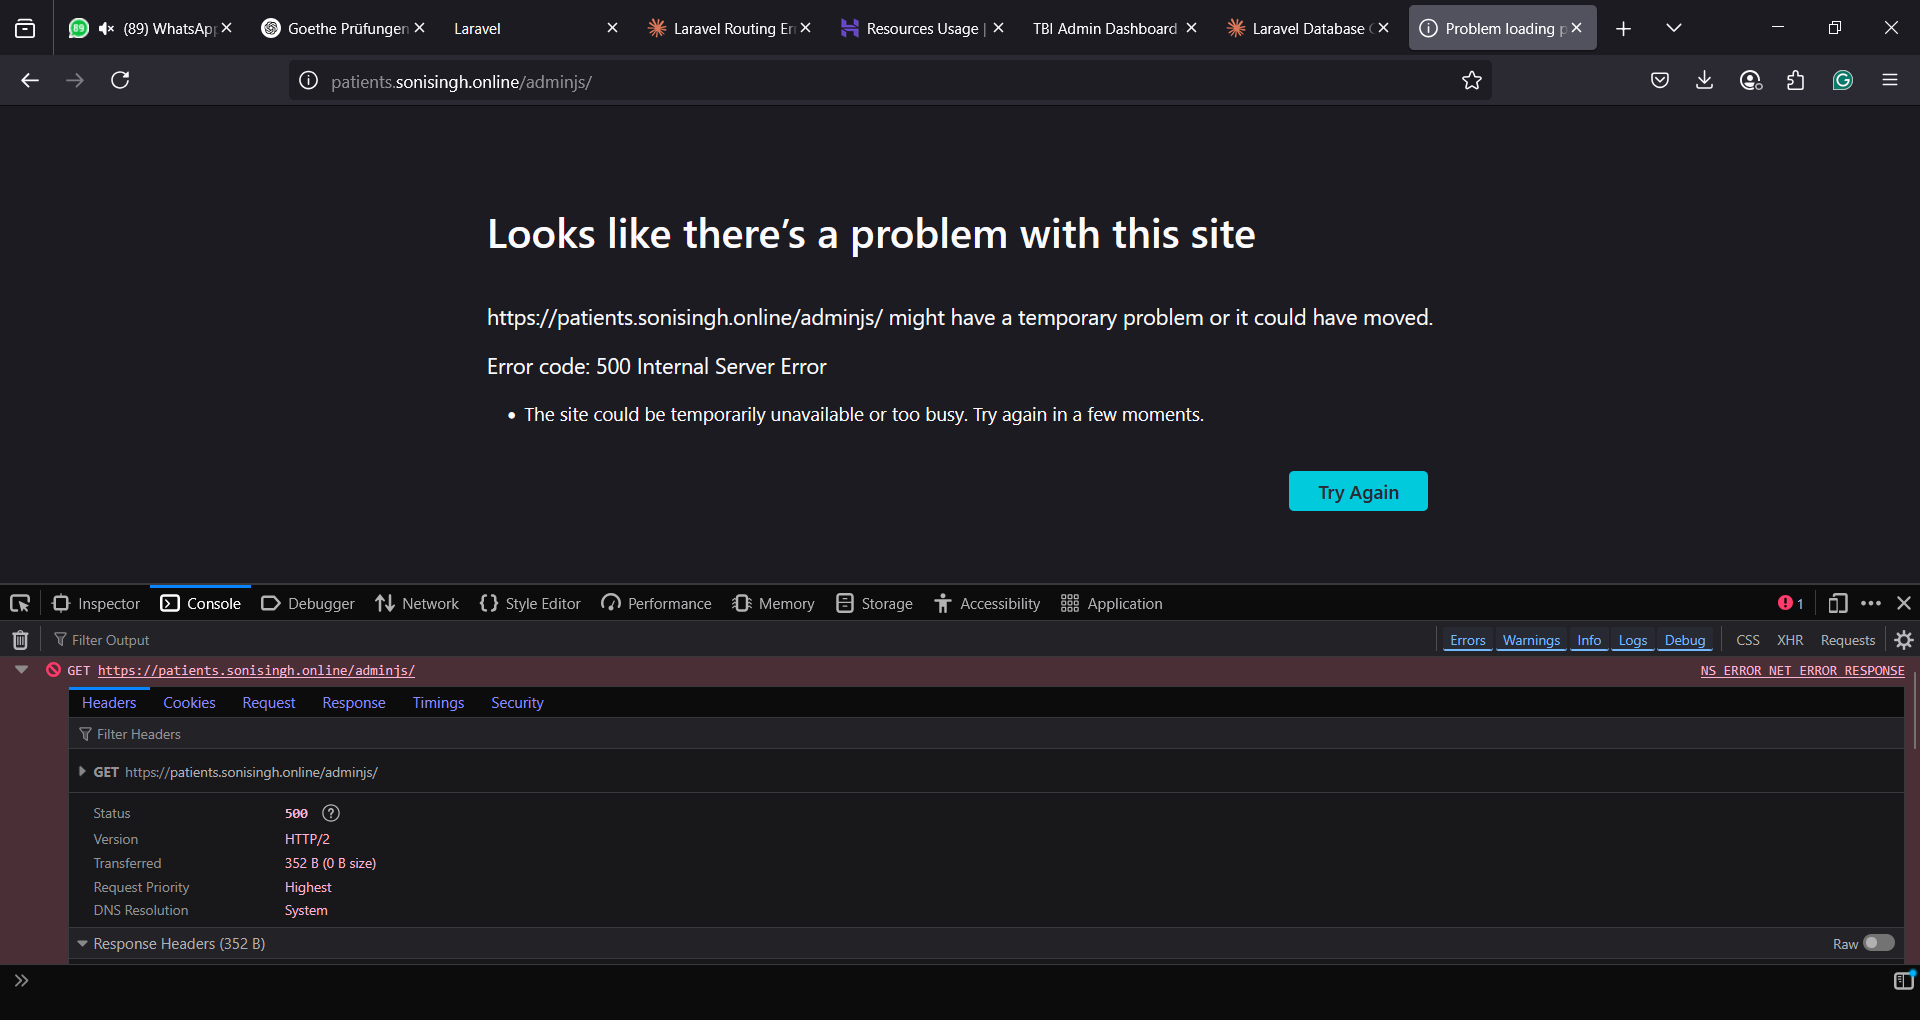 89 (89) WhatsApp
Goethe Prüfungen
Laravel
Laravel Routing Er
Resources Usage |
TBI Admin Dashboard
Laravel Database
Problem loading p
patients.sonisingh.online/adminjs/
Looks like there’s a problem with this site
https://patients.sonisingh.online/adminjs/ might have a temporary problem or it could have moved.
Error code: 500 Internal Server Error
• The site could be temporarily unavailable or too busy. Try again in a few moments.
Try Again
Inspector Console Debugger Network Style Editor Performance Memory Storage Accessibility Application 1
Filter Output Errors Warnings Info Logs Debug CSS XHR Requests
GET https://patients.sonisingh.online/adminjs/ NS_ERROR_NET_ERROR_RESPONSE
Headers Cookies Request Response Timings Security
Filter Headers
GET https://patients.sonisingh.online/adminjs/
Status 500 ?
Version HTTP/2
Transferred 352 B (0 B size)
Request Priority Highest
DNS Resolution System
Response Headers (352 B) Raw